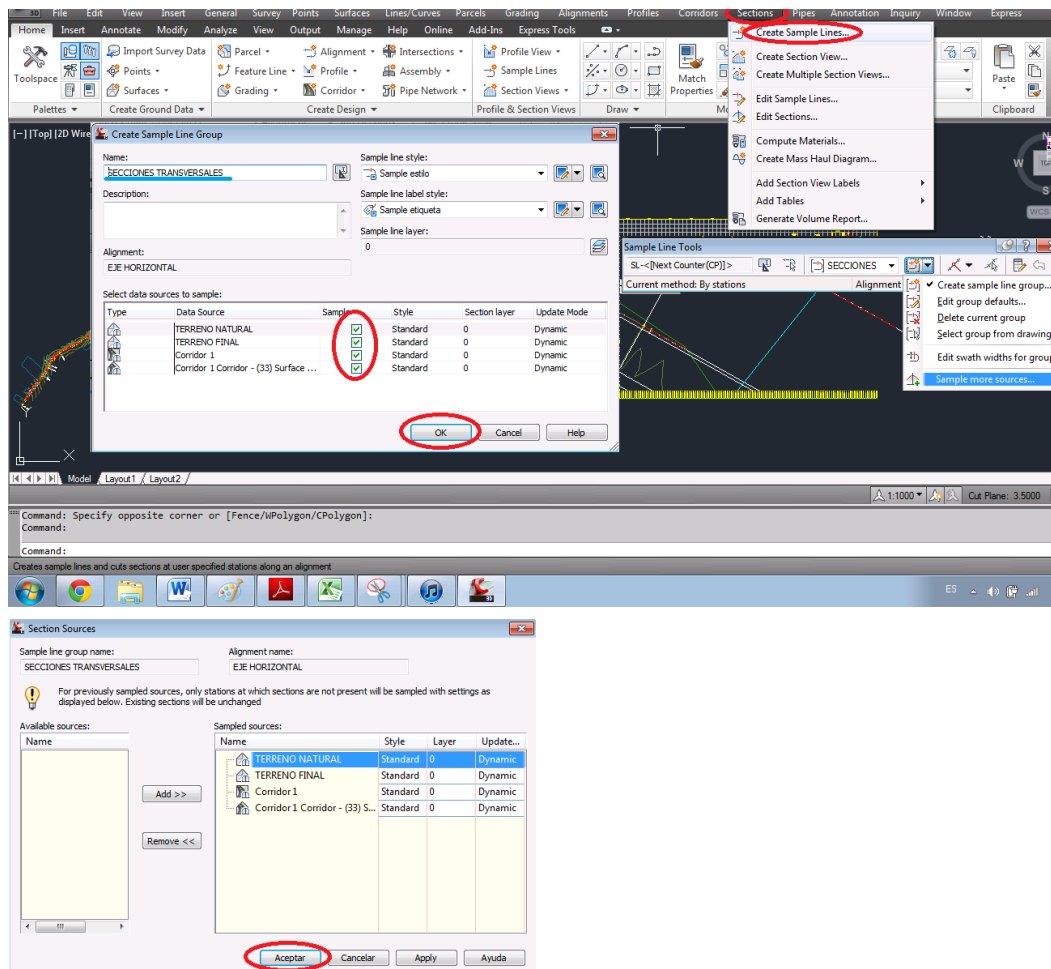 File Edit View Insert General Survey Points Surfaces Lines/Curves Parcels Grading Alignments Profiles Corridors Sections Pipes Annotation Inquiry Window Express
Home Insert Annotate Modify Analyze View Output Manage Help Online Add-Ins Express Tools
Toolspace
Import Survey Data
Points
Surfaces
Parcel
Feature Line
Grading
Alignment
Profile
Corridor
Intersections
Assembly
Pipe Network
Profile View
Sample Lines
Section Views
Match
Properties
Paste
Palettes
Create Ground Data
Create Design
Profile & Section Views
Draw
Clipboard
Create Sample Lines...
Create Section View...
Create Multiple Section Views...
Edit Sample Lines...
Edit Sections...
Compute Materials...
Create Mass Haul Diagram...
Add Section View Labels
Add Tables
Generate Volume Report...
[-] [Top] [2D Wire
N
W
TOP
S
WCS
Create Sample Line Group
Name:
SECCIONES TRANSVERSALES
Description:
Alignment:
EJE HORIZONTAL
Sample line style:
Sample estilo
Sample line label style:
Sample etiqueta
Sample line layer:
0
Select data sources to sample:
Type Data Source Sample Style Section layer Update Mode
TERRENO NATURAL Standard 0 Dynamic
TERRENO FINAL Standard 0 Dynamic
Corridor 1 Standard 0 Dynamic
Corridor 1 Corridor - (33) Surface ... Standard 0 Dynamic
OK Cancel Help
Sample Line Tools
SL-<[Next Counter(CP)]> SECCIONES
Current method: By stations Alignment
Create sample line group...
Edit group defaults...
Delete current group
Select group from drawing
Edit swath widths for group
Sample more sources...
X
Model Layout1 Layout2
1:1000 Cut Plane: 3.5000
Command: Specify opposite corner or [Fence/WPolygon/CPolygon]:
Command:
Command:
Creates sample lines and cuts sections at user specified stations along an alignment
ES
Section Sources
Sample line group name:
SECCIONES TRANSVERSALES
Alignment name:
EJE HORIZONTAL
For previously sampled sources, only stations at which sections are not present will be sampled with settings as
displayed below. Existing sections will be unchanged
Available sources:
Name
Add >>
Remove <<
Sampled sources:
Name Style Layer Update...
TERRENO NATURAL Standard 0 Dynamic
TERRENO FINAL Standard 0 Dynamic
Corridor 1 Standard 0 Dynamic
Corridor 1 Corridor - (33) S... Standard 0 Dynamic
Aceptar Cancelar Apply Ayuda